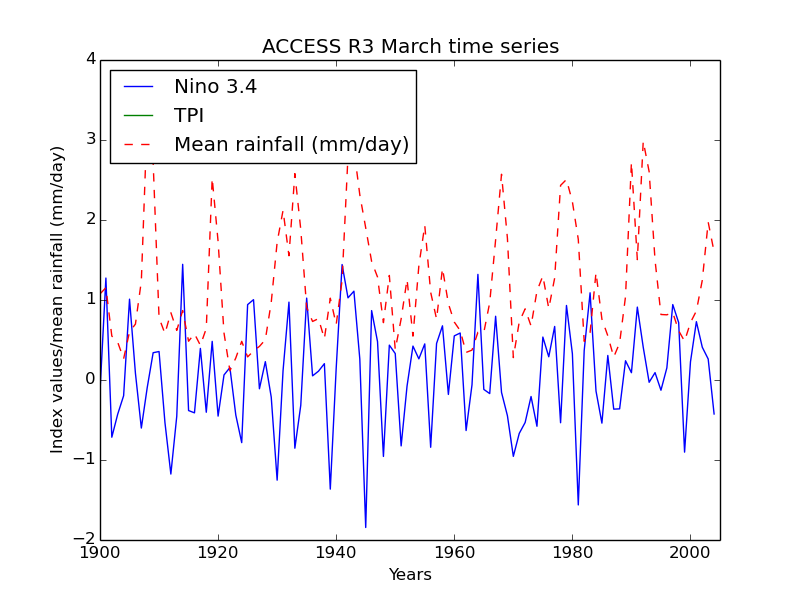 ACCESS R3 March time series
4
Nino 3.4
TPI
Mean rainfall (mm/day)
3
2
1
0
−1
−2
Index values/mean rainfall (mm/day)
1900 1920 1940 1960 1980 2000
Years